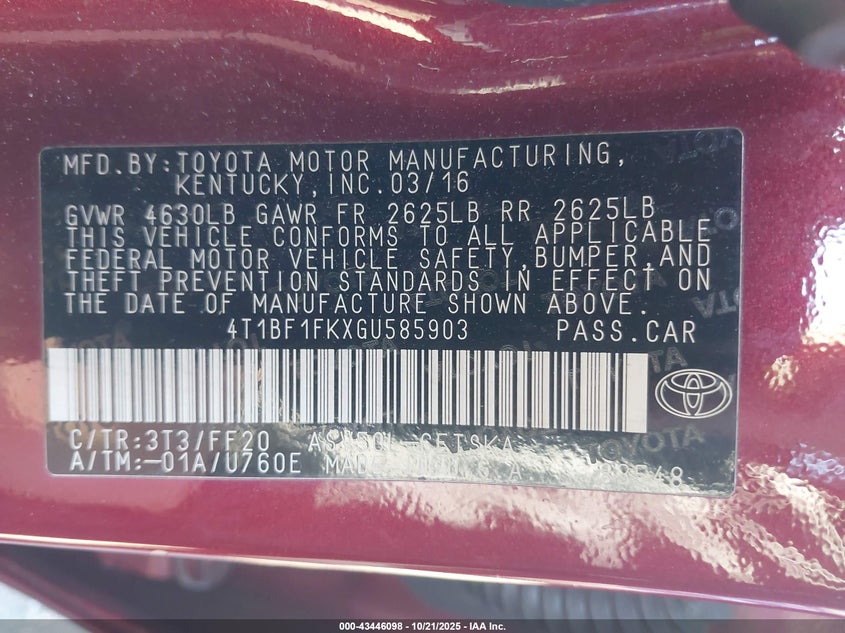 MFD.BY:TOYOTA MOTOR MANUFACTURING,
KENTUCKY,INC.03/16
GVWR 4630LB GAWR FR 2625LB RR 2625LB
THIS VEHICLE CONFORMS TO ALL APPLICABLE
FEDERAL MOTOR VEHICLE SAFETY,BUMPER,AND
THEFT PREVENTION STANDARDS IN EFFECT ON
THE DATE OF MANUFACTURE SHOWN ABOVE.
4T1BF1FKXGU585903 PASS.CAR
C/TR:3T3/FF20
A/TM:-01A/U760E MADE
000-43446098 - 10/21/2025 - IAA Inc.